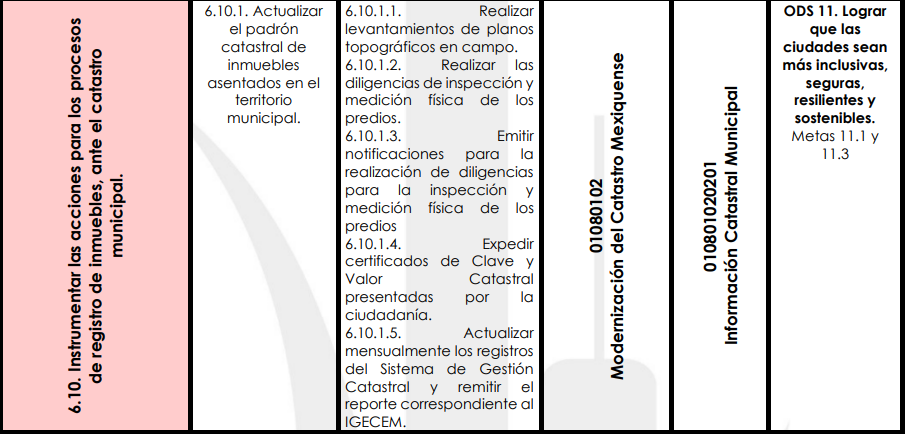 6.10. Instrumentar las acciones para los procesos
de registro de inmuebles, ante el catastro
municipal.
6.10.1. Actualizar
el padrón
catastral de
inmuebles
asentados en el
territorio
municipal.
6.10.1.1. Realizar
levantamientos de planos
topográficos en campo.
6.10.1.2. Realizar las
diligencias de inspección y
medición física de los
predios.
6.10.1.3. Emitir
notificaciones para la
realización de diligencias
para la inspección y
medición física de los
predios
6.10.1.4. Expedir
certificados de Clave y
Valor Catastral
presentadas por la
ciudadanía.
6.10.1.5. Actualizar
mensualmente los registros
del Sistema de Gestión
Catastral y remitir el
reporte correspondiente al
IGECEM.
01080102
Modernización del Catastro Mexiquense
010801020201
Información Catastral Municipal
ODS 11. Lograr
que las
ciudades sean
más inclusivas,
seguras,
resilientes y
sostenibles.
Metas 11.1 y
11.3